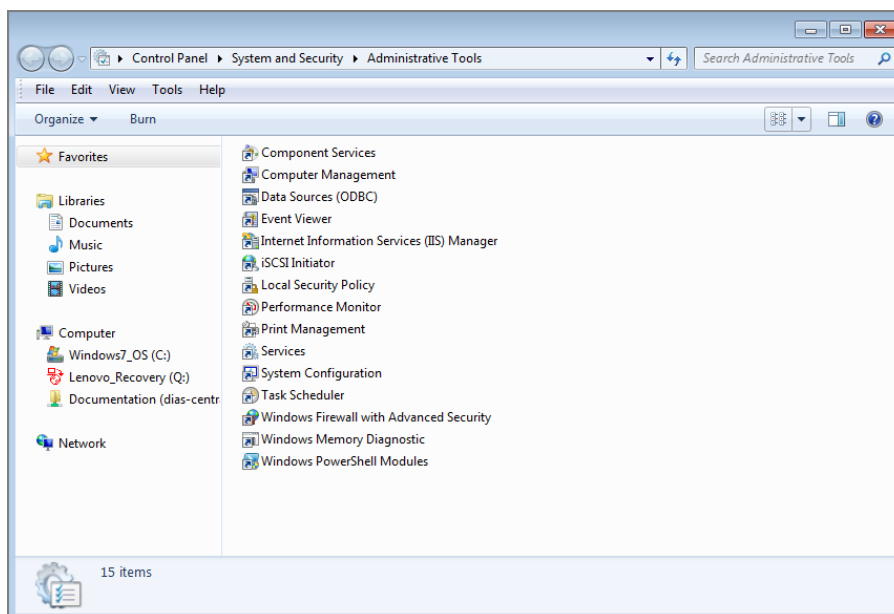 Control Panel System and Security Administrative Tools Search Administrative Tools
File Edit View Tools Help
Organize Burn
Favorites
Libraries
Documents
Music
Pictures
Videos
Computer
Windows7_OS (C:)
Lenovo_Recovery (Q:)
Documentation (dias-centr
Network
Component Services
Computer Management
Data Sources (ODBC)
Event Viewer
Internet Information Services (IIS) Manager
iSCSI Initiator
Local Security Policy
Performance Monitor
Print Management
Services
System Configuration
Task Scheduler
Windows Firewall with Advanced Security
Windows Memory Diagnostic
Windows PowerShell Modules
15 items